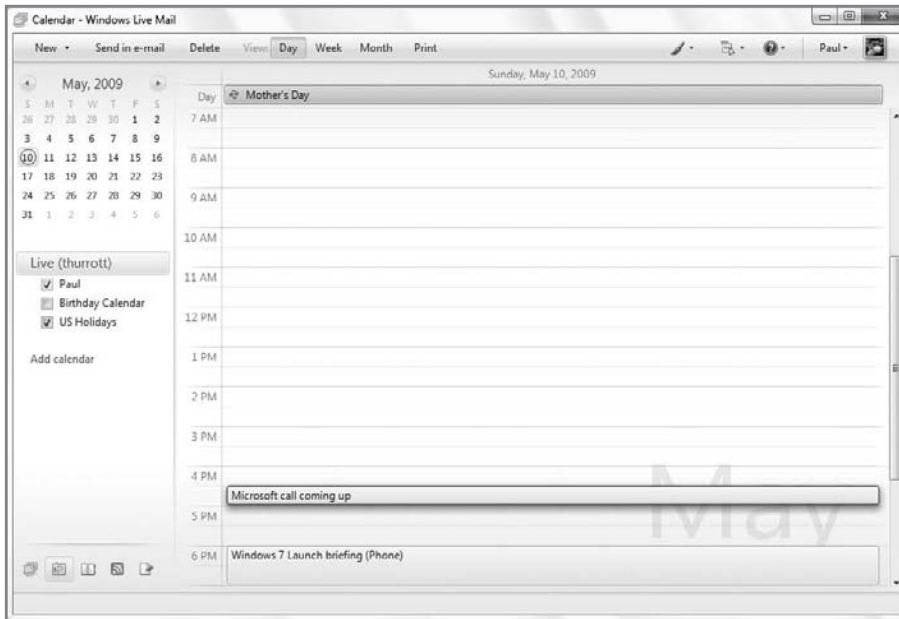 Calendar - Windows Live Mail
New Send in e-mail Delete View: Day Week Month Print Paul
May, 2009
S M T W T F S
26 27 28 29 30 1 2
3 4 5 6 7 8 9
10 11 12 13 14 15 16
17 18 19 20 21 22 23
24 25 26 27 28 29 30
31 1 2 3 4 5 6
Live (thurrott)
Paul
Birthday Calendar
US Holidays
Add calendar
Sunday, May 10, 2009
Day Mother's Day
7 AM
8 AM
9 AM
10 AM
11 AM
12 PM
1 PM
2 PM
3 PM
4 PM
Microsoft call coming up
5 PM
May
6 PM Windows 7 Launch briefing (Phone)